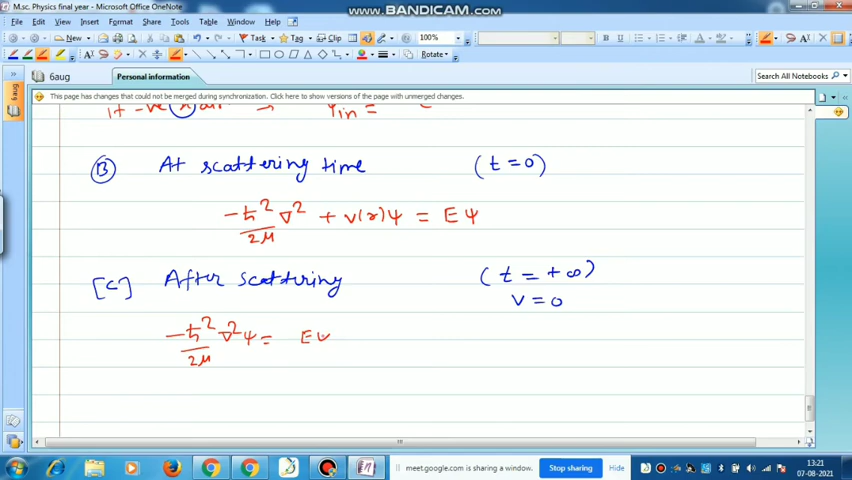 M.sc. Physics final year - Microsoft Office OneNote
www.BANDICAM.com
File Edit View Insert Format Share Tools Table Window Help
New Task Tag Clip 100% B U
Rotate
6aug Personal information Search All Notebooks
This page has changes that could not be merged during synchronization. Click here to show versions of the page with unmerged changes.
6aug
ψin =
(B) At scattering time (t=0)
-ħ²/2μ ∇² + v(r)ψ = Eψ
[C] After scattering (t = +∞)
v=0
-ħ²/2μ ∇²ψ = E
meet.google.com is sharing a window. Stop sharing Hide
13:21
07-08-2021